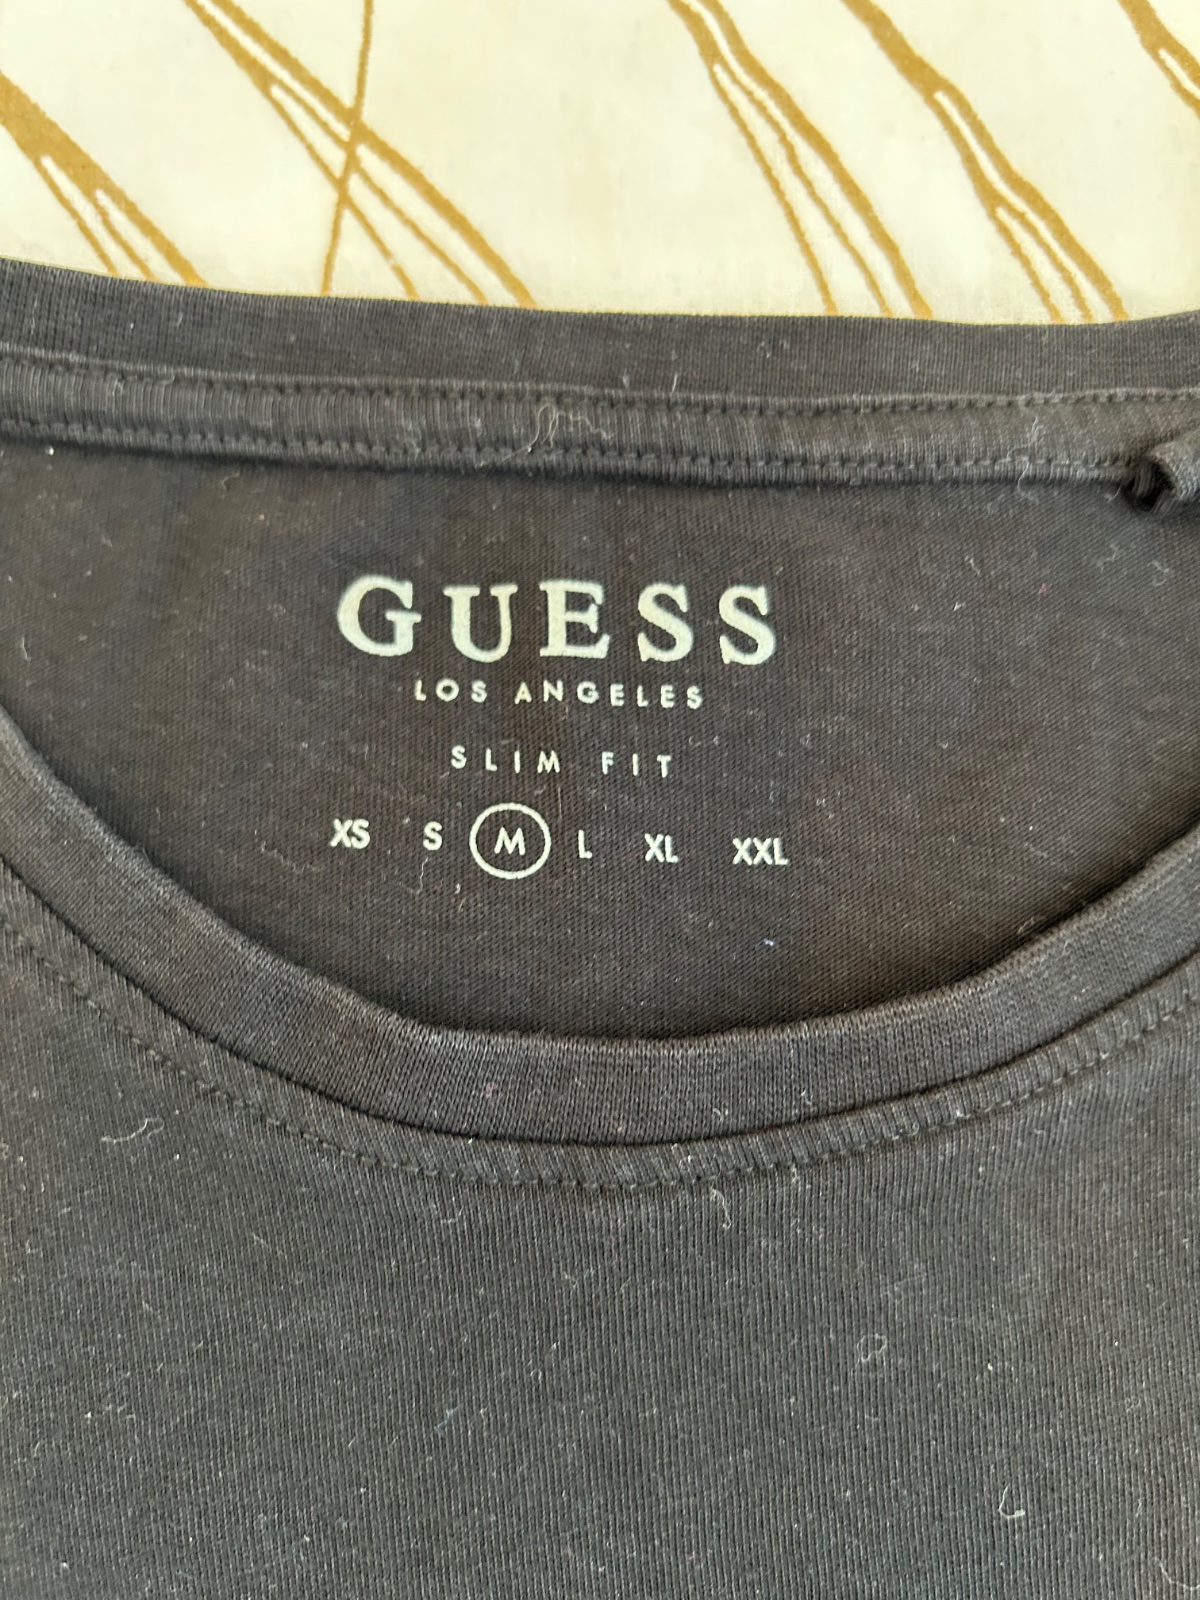 GUESS
LOS ANGELES
SLIM FIT
XS S M L XL XXL